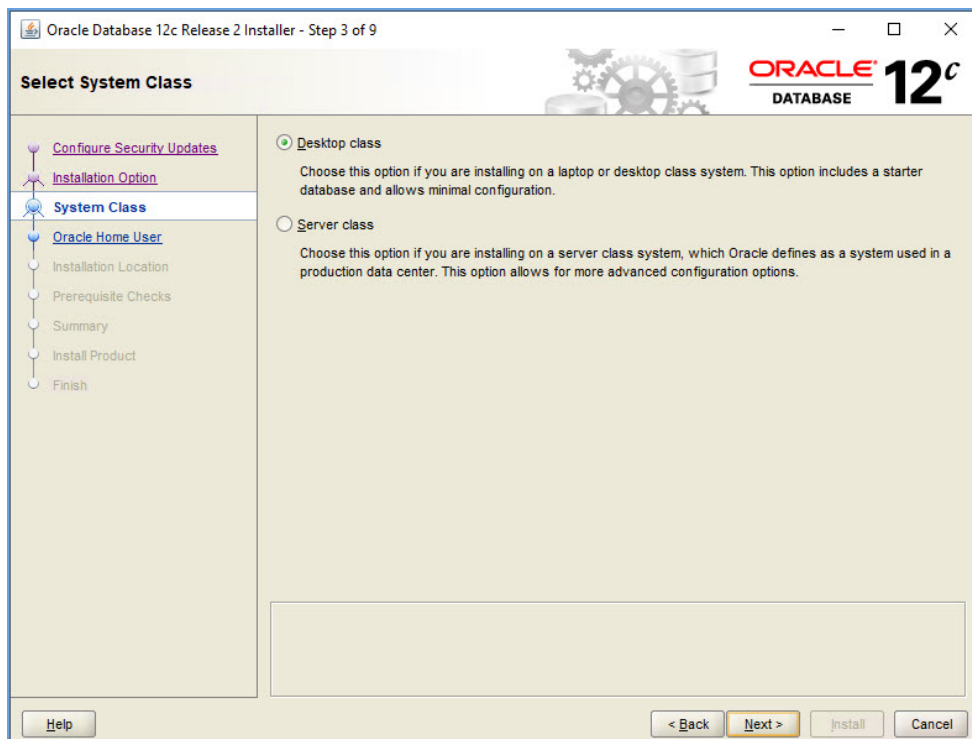 Oracle Database 12c Release 2 Installer - Step 3 of 9
Select System Class
ORACLE
DATABASE
12c
Configure Security Updates
Installation Option
System Class
Oracle Home User
Installation Location
Prerequisite Checks
Summary
Install Product
Finish
Desktop class
Choose this option if you are installing on a laptop or desktop class system. This option includes a starter
database and allows minimal configuration.
Server class
Choose this option if you are installing on a server class system, which Oracle defines as a system used in a
production data center. This option allows for more advanced configuration options.
Help
< Back
Next >
Install
Cancel